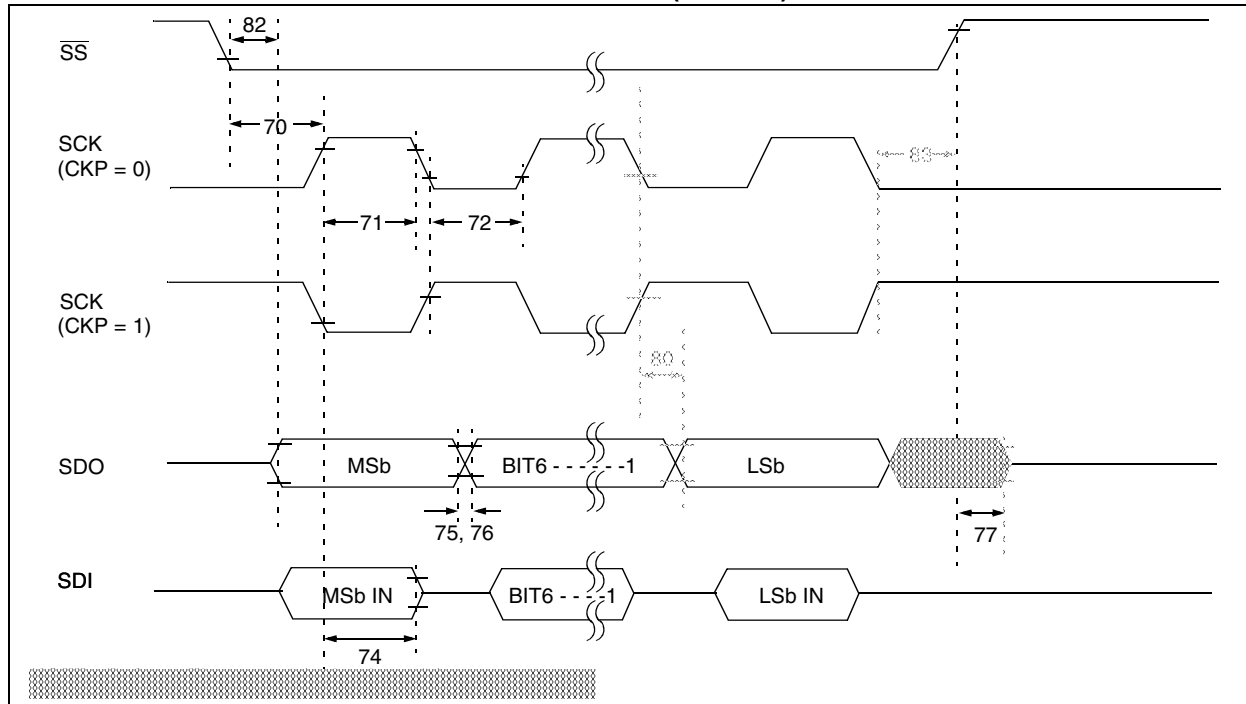 82
SS
70
SCK
(CKP = 0)
83
71
72
SCK
(CKP = 1)
80
SDO
MSb
BIT6 - - - - - -1
LSb
75, 76
77
SDI
MSb IN
BIT6 - - - -1
LSb IN
74